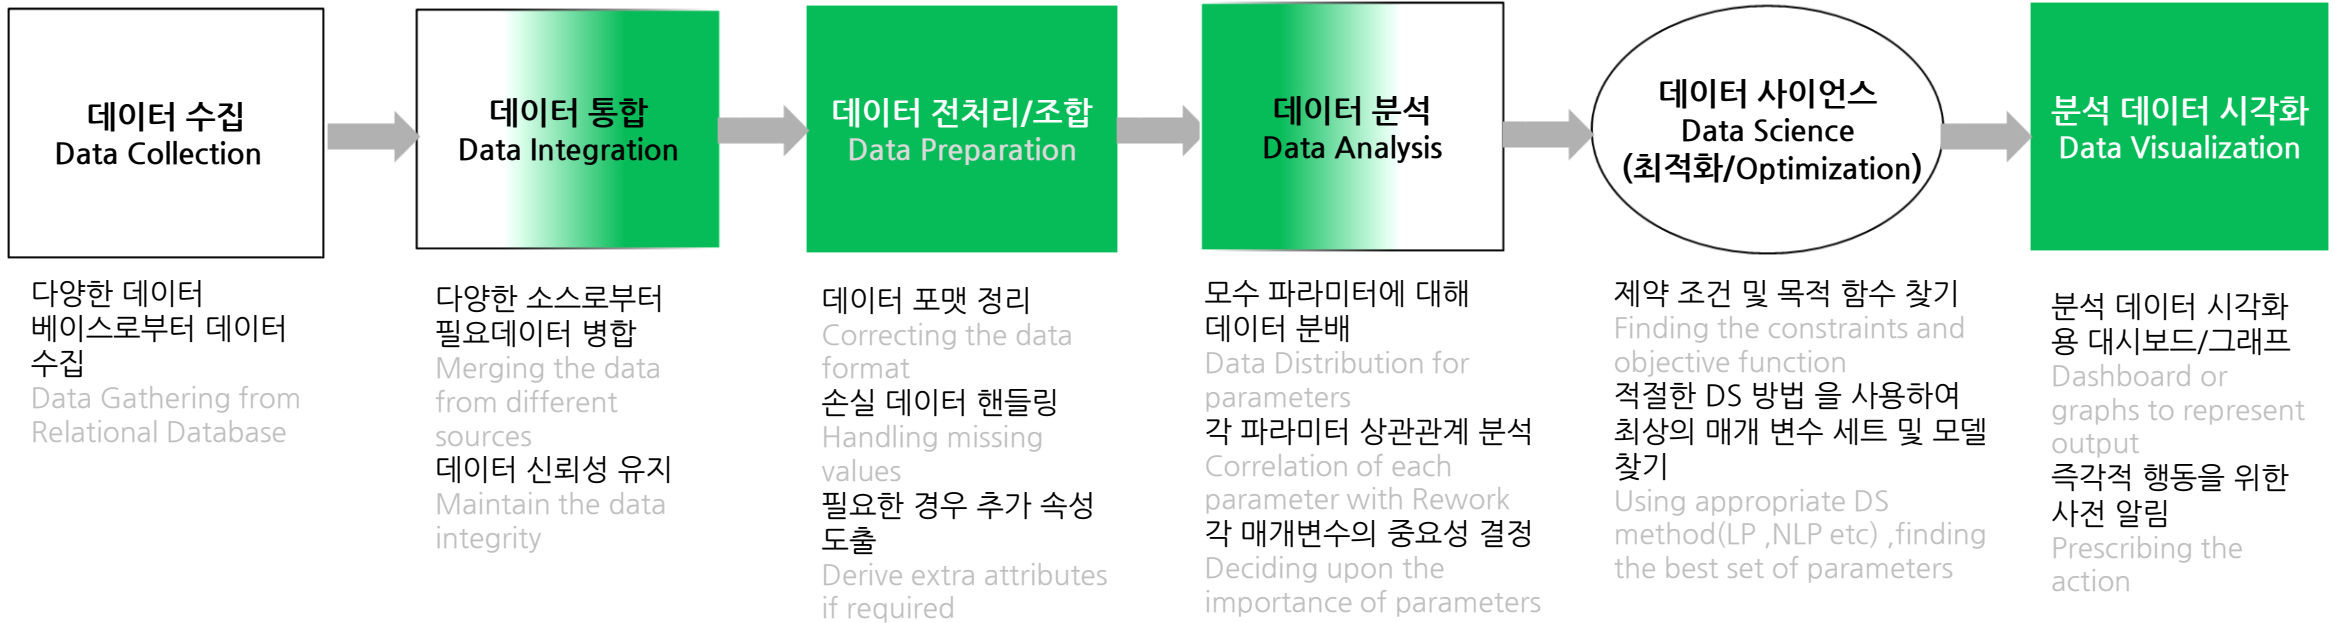 데이터 수집
Data Collection
다양한 데이터
베이스로부터 데이터
수집
Data Gathering from
Relational Database
데이터 통합
Data Integration
다양한 소스로부터
필요데이터 병합
Merging the data
from different
sources
데이터 신뢰성 유지
Maintain the data
integrity
데이터 전처리/조합
Data Preparation
데이터 포맷 정리
Correcting the data
format
손실 데이터 핸들링
Handling missing
values
필요한 경우 추가 속성
도출
Derive extra attributes
if required
데이터 분석
Data Analysis
모수 파라미터에 대해
데이터 분배
Data Distribution for
parameters
각 파라미터 상관관계 분석
Correlation of each
parameter with Rework
각 매개변수의 중요성 결정
Deciding upon the
importance of parameters
데이터 사이언스
Data Science
(최적화/Optimization)
제약 조건 및 목적 함수 찾기
Finding the constraints and
objective function
적절한 DS 방법 을 사용하여
최상의 매개 변수 세트 및 모델
찾기
Using appropriate DS
method(LP ,NLP etc) ,finding
the best set of parameters
분석 데이터 시각화
Data Visualization
분석 데이터 시각화
용 대시보드/그래프
Dashboard or
graphs to represent
output
즉각적 행동을 위한
사전 알림
Prescribing the
action